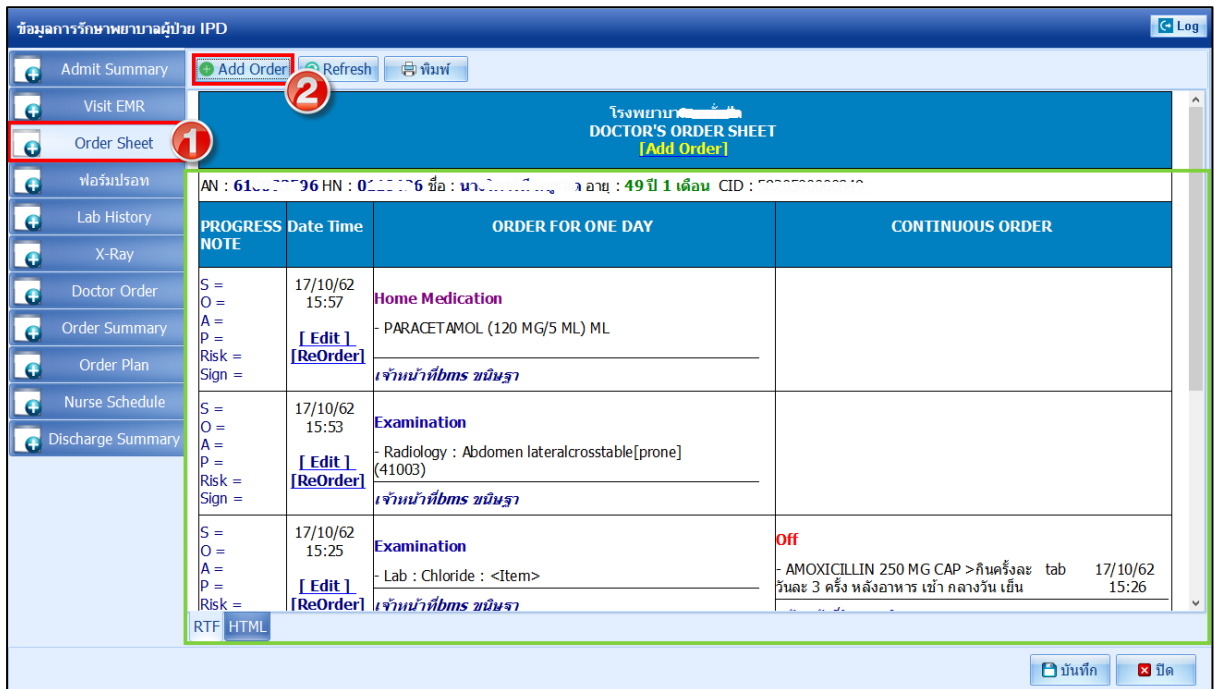 ข้อมูลการรักษาพยาบาลผู้ป่วย IPD
Log
Admit Summary
Visit EMR
Order Sheet
ฟอร์มปรอท
Lab History
X-Ray
Doctor Order
Order Summary
Order Plan
Nurse Schedule
Discharge Summary
1
Add Order
Refresh
พิมพ์
2
DOCTOR'S ORDER SHEET
[Add Order]
AN : HN : ชื่อ : อายุ : 49 ปี 1 เดือน CID :
PROGRESS NOTE
Date Time
ORDER FOR ONE DAY
CONTINUOUS ORDER
S =
O =
A =
P =
Risk =
Sign =
17/10/62
15:57
[ Edit ]
[ReOrder]
Home Medication
- PARACETAMOL (120 MG/5 ML) ML
เจ้าหน้าที่bms ขนิษฐา
S =
O =
A =
P =
Risk =
Sign =
17/10/62
15:53
[ Edit ]
[ReOrder]
Examination
- Radiology : Abdomen lateralcrosstable[prone]
(41003)
เจ้าหน้าที่bms ขนิษฐา
S =
O =
A =
P =
Risk =
17/10/62
15:25
[ Edit ]
[ReOrder]
Examination
- Lab : Chloride : <Item>
เจ้าหน้าที่bms ขนิษฐา
Off
- AMOXICILLIN 250 MG CAP >กินครั้งละ tab 17/10/62
วันละ 3 ครั้ง หลังอาหาร เช้า กลางวัน เย็น 15:26
RTF HTML
บันทึก
ปิด